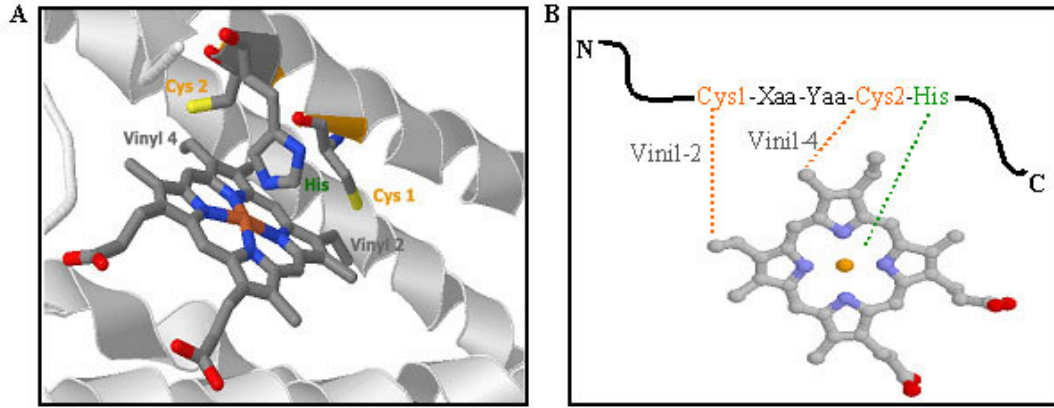 A
Cys 2
Vinyl 4
His
Cys 1
Vinyl 2
B
N
Cys1-Xaa-Yaa-Cys2-His
Vinil-2
Vinil-4
C